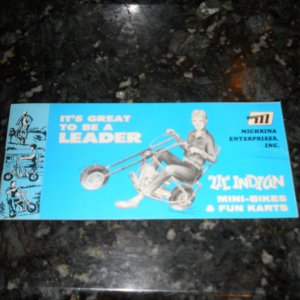 IT'S GREAT
TO BE A
LEADER
MICHRINA
ENTERPRISES,
INC.
LIL' INDIAN
MINI-BIKES
& FUN KARTS